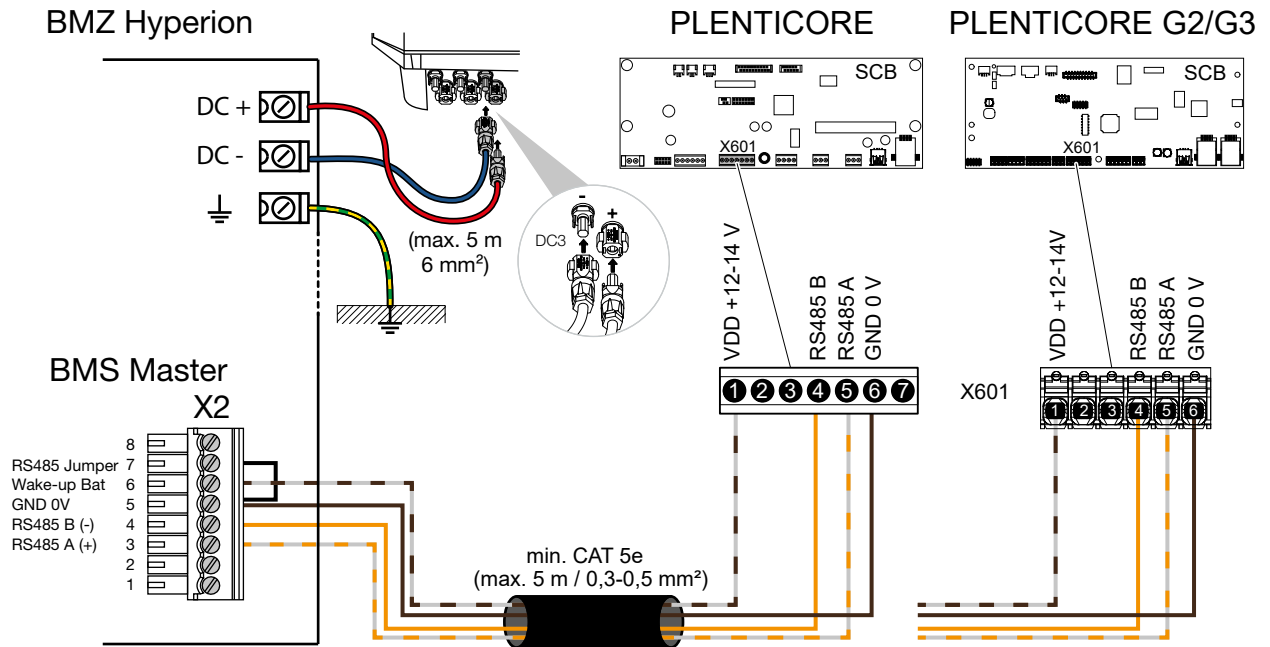 BMZ Hyperion
PLENTICORE
PLENTICORE G2/G3
DC +
DC -
(max. 5 m
6 mm²)
-
+
DC3
SCB
X601
SCB
X601
VDD +12-14 V
RS485 B
RS485 A
GND 0 V
VDD +12-14V
RS485 B
RS485 A
GND 0 V
1 2 3 4 5 6 7
X601
1 2 3 4 5 6
BMS Master
X2
8
RS485 Jumper 7
Wake-up Bat 6
GND 0V 5
RS485 B (-) 4
RS485 A (+) 3
2
1
min. CAT 5e
(max. 5 m / 0,3-0,5 mm²)